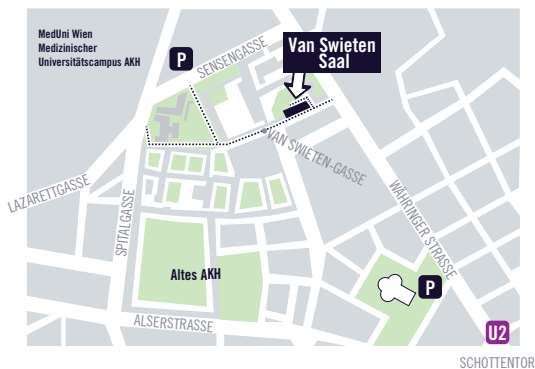 MedUni Wien
Medizinischer
Universitätscampus AKH
P
SENSENGASSE
Van Swieten
Saal
VAN SWIETEN-GASSE
LAZARETTGASSE
SPITALGASSE
WÄHRINGER STRASSE
Altes AKH
P
ALSERSTRASSE
U2
SCHOTTENTOR